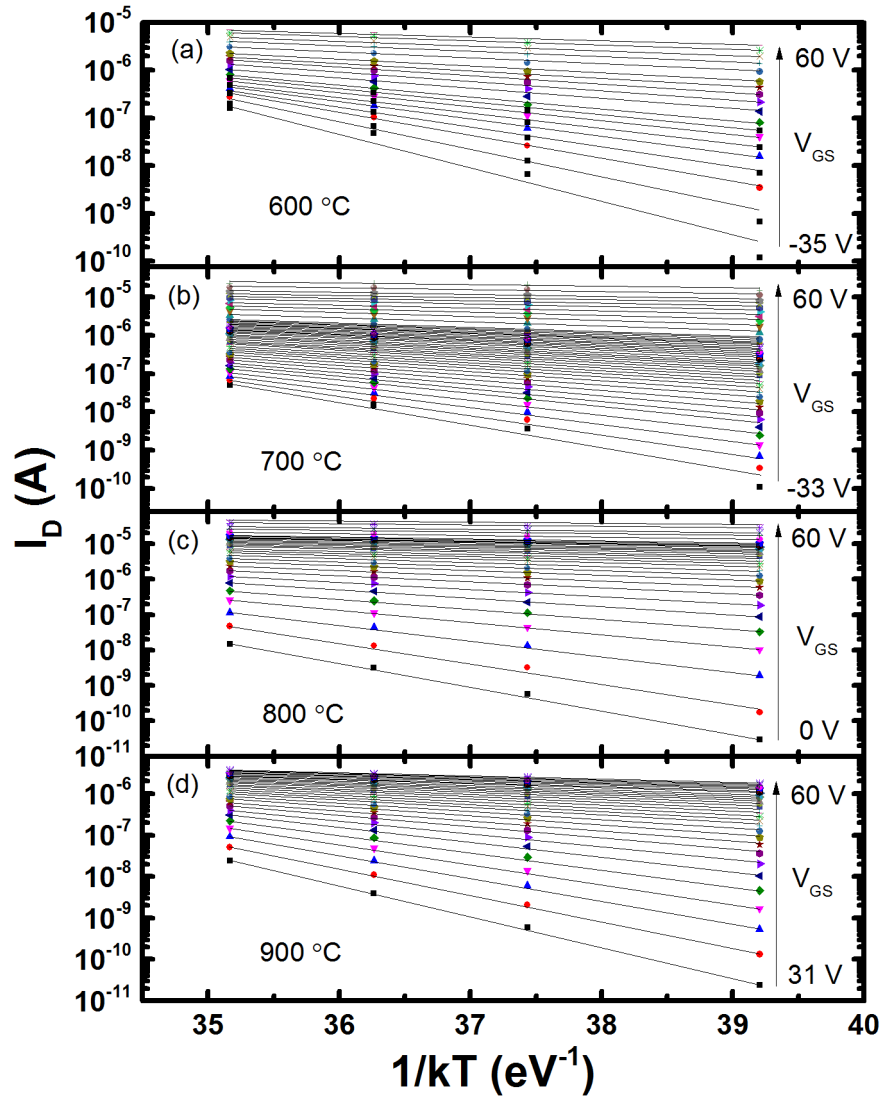 (a)
10⁻⁵
10⁻⁶
10⁻⁷
10⁻⁸
10⁻⁹
10⁻¹⁰
600 °C
60 V
V_GS
-35 V
(b)
10⁻⁵
10⁻⁶
10⁻⁷
10⁻⁸
10⁻⁹
10⁻¹⁰
700 °C
60 V
V_GS
-33 V
(c)
10⁻⁵
10⁻⁶
10⁻⁷
10⁻⁸
10⁻⁹
10⁻¹⁰
10⁻¹¹
800 °C
60 V
V_GS
0 V
(d)
10⁻⁶
10⁻⁷
10⁻⁸
10⁻⁹
10⁻¹⁰
10⁻¹¹
900 °C
60 V
V_GS
31 V
I_D (A)
35 36 37 38 39 40
1/kT (eV⁻¹)